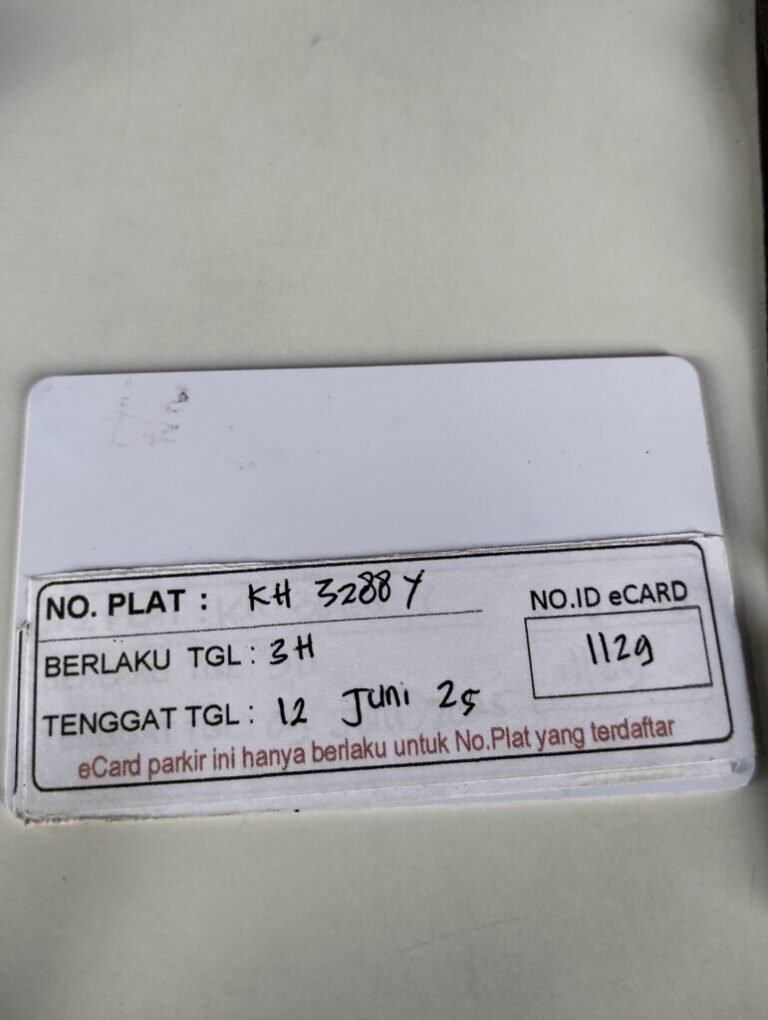 NO. PLAT : KH 3288 Y
NO.ID eCARD
BERLAKU TGL : 3H
1129
TENGGAT TGL : 12 Juni 25
eCard parkir ini hanya berlaku untuk No.Plat yang terdaftar